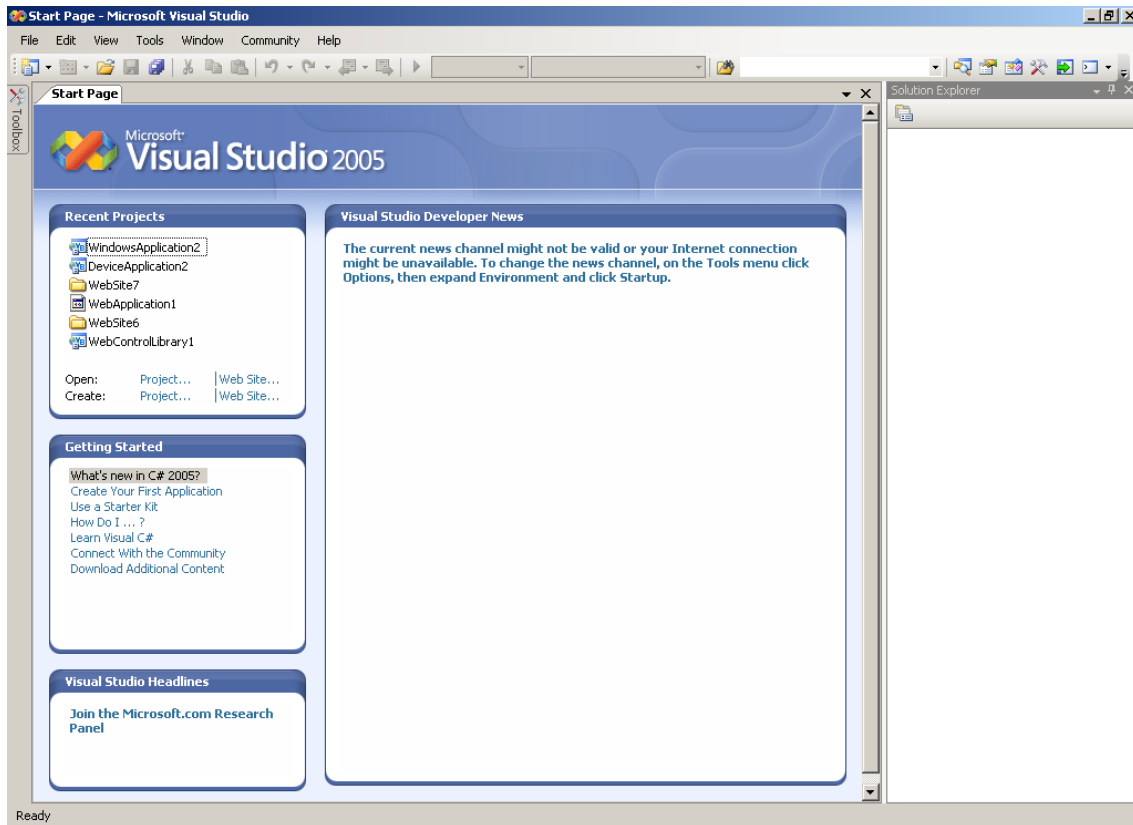 Start Page - Microsoft Visual Studio
File Edit View Tools Window Community Help
Toolbox
Start Page
Solution Explorer
Microsoft
Visual Studio 2005
Recent Projects
WindowsApplication2
DeviceApplication2
WebSite7
WebApplication1
WebSite6
WebControlLibrary1
Open: Project... Web Site...
Create: Project... Web Site...
Getting Started
What's new in C# 2005?
Create Your First Application
Use a Starter Kit
How Do I ... ?
Learn Visual C#
Connect With the Community
Download Additional Content
Visual Studio Headlines
Join the Microsoft.com Research
Panel
Visual Studio Developer News
The current news channel might not be valid or your Internet connection
might be unavailable. To change the news channel, on the Tools menu click
Options, then expand Environment and click Startup.
Ready